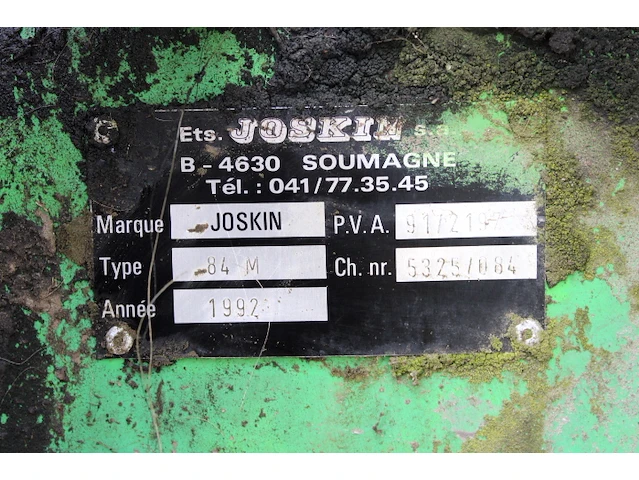 Ets. JOSKIN s.a.
B - 4630 SOUMAGNE
Tél. : 041/77.35.45
Marque JOSKIN P.V.A.
Type 84 M Ch. nr. 5325/084
Année 1992